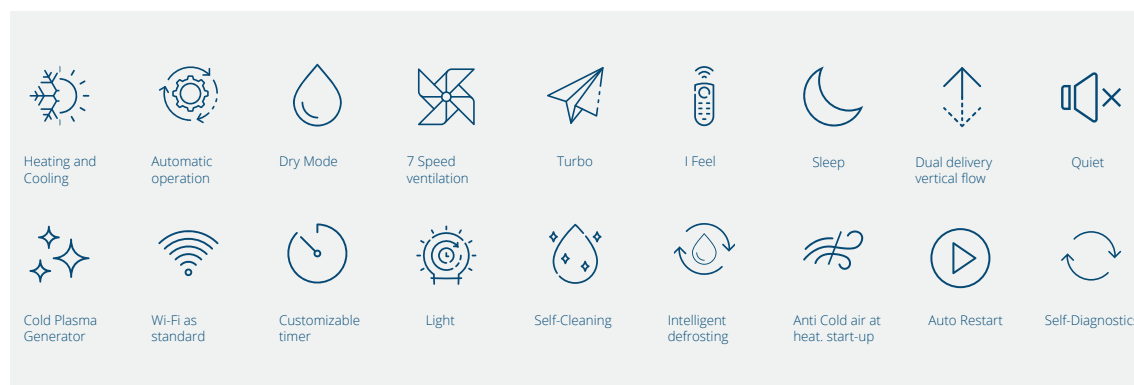 Heating and
Cooling
Automatic
operation
Dry Mode
7 Speed
ventilation
Turbo
I Feel
Sleep
Dual delivery
vertical flow
Quiet
Cold Plasma
Generator
Wi-Fi as
standard
Customizable
timer
Light
Self-Cleaning
Intelligent
defrosting
Anti Cold air at
heat. start-up
Auto Restart
Self-Diagnostics